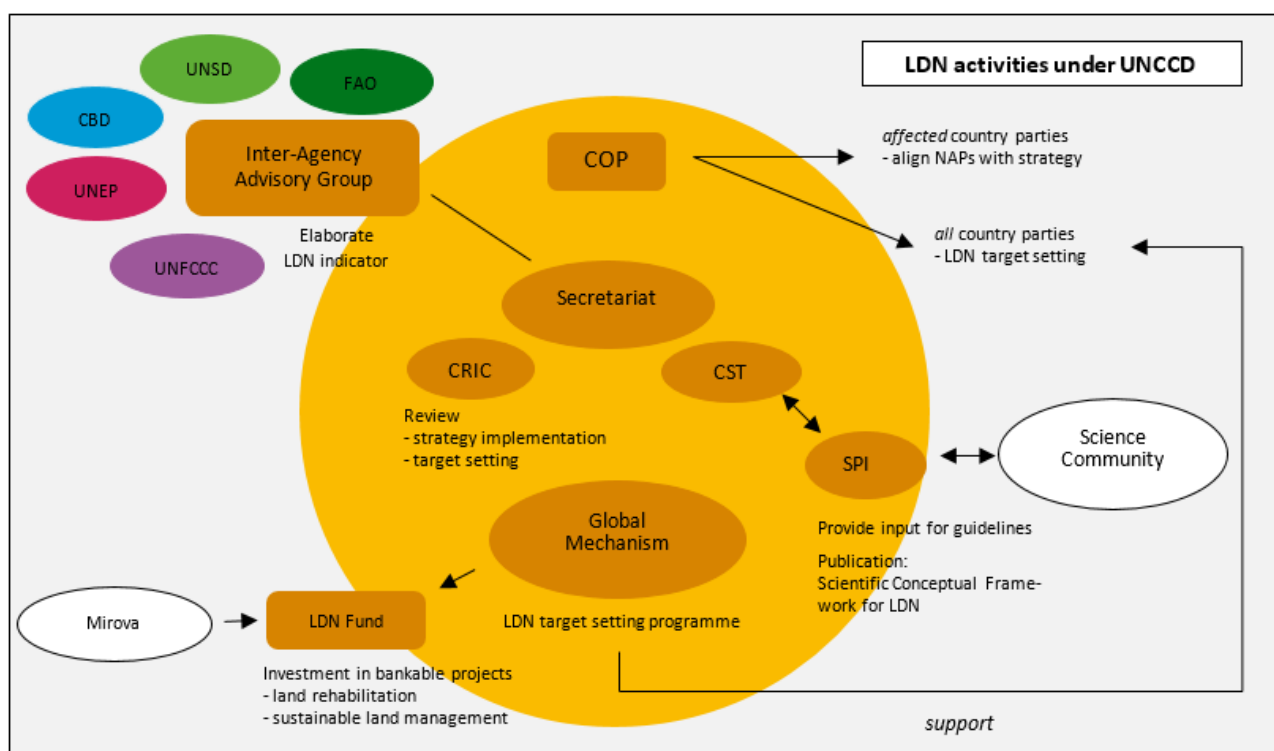 LDN activities under UNCCD
UNSD
FAO
CBD
UNEP
UNFCCC
Inter-Agency
Advisory Group
Elaborate
LDN indicator
COP
affected country parties
- align NAPs with strategy
all country parties
- LDN target setting
Secretariat
CRIC
CST
Review
- strategy implementation
- target setting
SPI
Science
Community
Provide input for guidelines
Publication:
Scientific Conceptual Frame-
work for LDN
Global
Mechanism
LDN target setting programme
Mirova
LDN Fund
Investment in bankable projects
- land rehabilitation
- sustainable land management
support